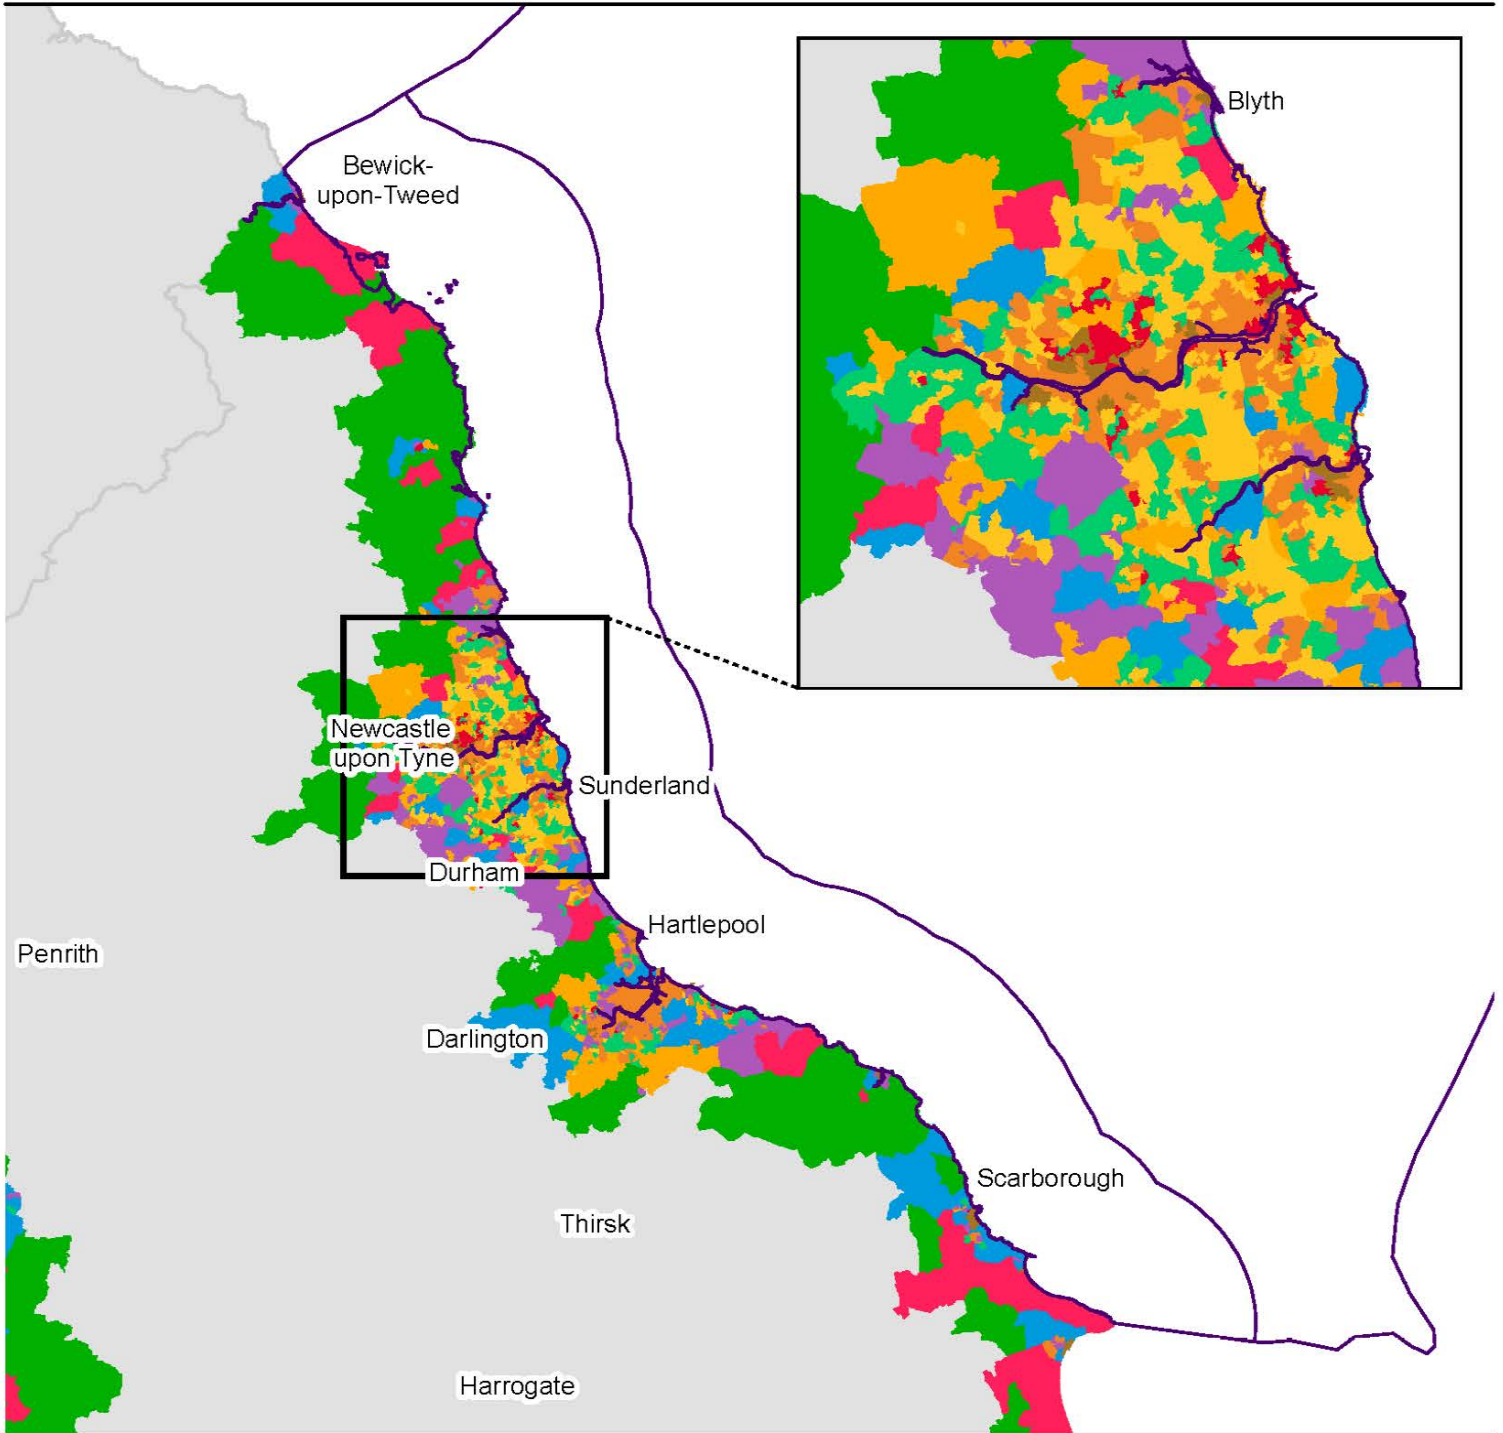 Blyth
Bewick-
upon-Tweed
Newcastle
upon Tyne
Sunderland
Durham
Hartlepool
Penrith
Darlington
Scarborough
Thirsk
Harrogate